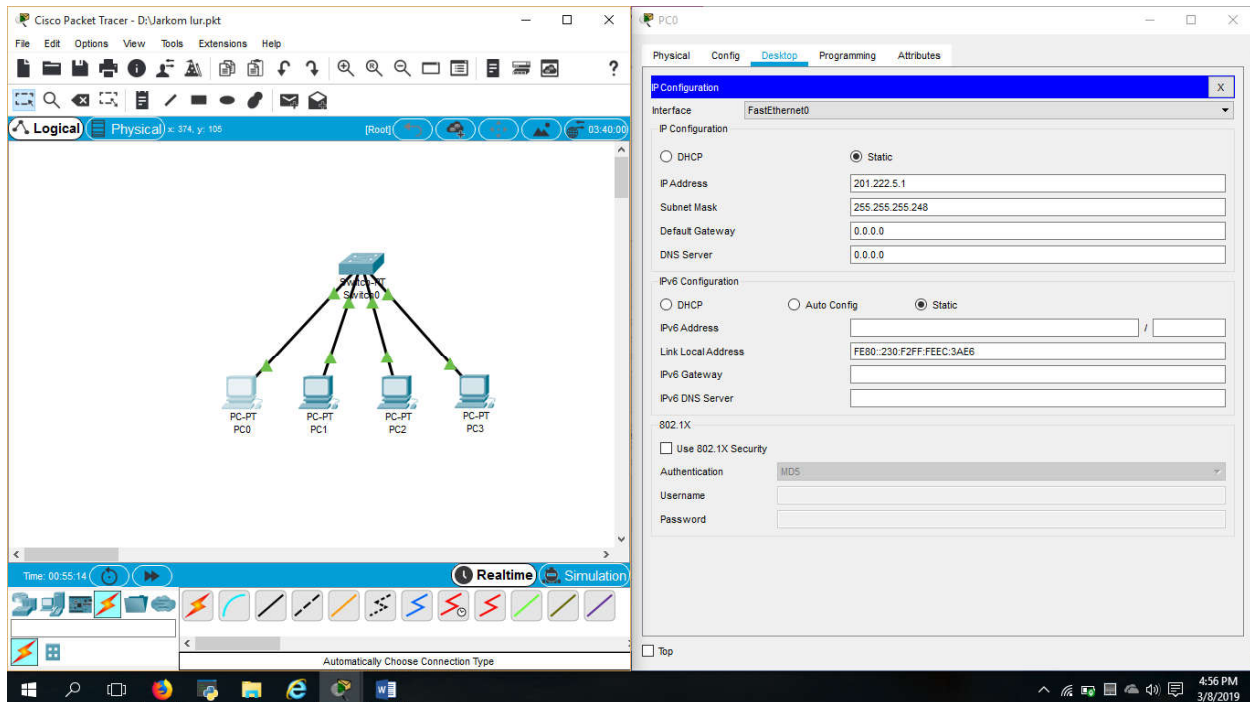 Cisco Packet Tracer - D:\Jarkom lur.pkt
File Edit Options View Tools Extensions Help
?
Logical Physical x: 374, y: 105 [Root] 03:40:00
Switch-PT
Switch0
PC-PT PC-PT PC-PT PC-PT
PC0 PC1 PC2 PC3
Time: 00:55:14 Realtime Simulation
Automatically Choose Connection Type
PC0
Physical Config Desktop Programming Attributes
IP Configuration X
Interface FastEthernet0
IP Configuration
DHCP Static
IP Address 201.222.5.1
Subnet Mask 255.255.255.248
Default Gateway 0.0.0.0
DNS Server 0.0.0.0
IPv6 Configuration
DHCP Auto Config Static
IPv6 Address /
Link Local Address FE80::230:F2FF:FEEC:3AE6
IPv6 Gateway
IPv6 DNS Server
802.1X
Use 802.1X Security
Authentication MD5
Username
Password
Top
4:56 PM
3/8/2019